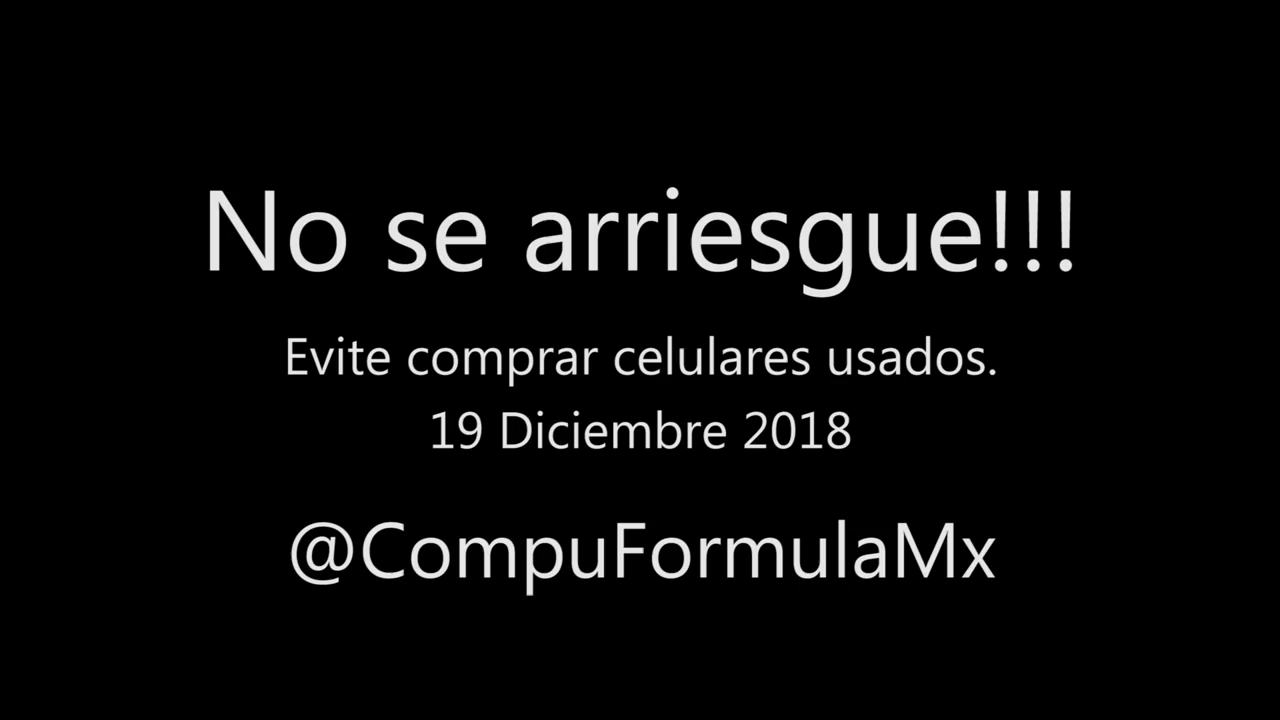 No se arriesgue!!!
Evite comprar celulares usados.
19 Diciembre 2018
@CompuFormulaMx